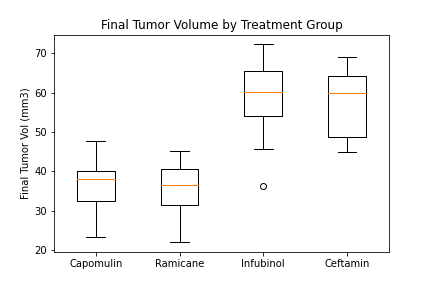 Final Tumor Volume by Treatment Group
Final Tumor Vol (mm3)
70
60
50
40
30
20
Capomulin
Ramicane
Infubinol
Ceftamin